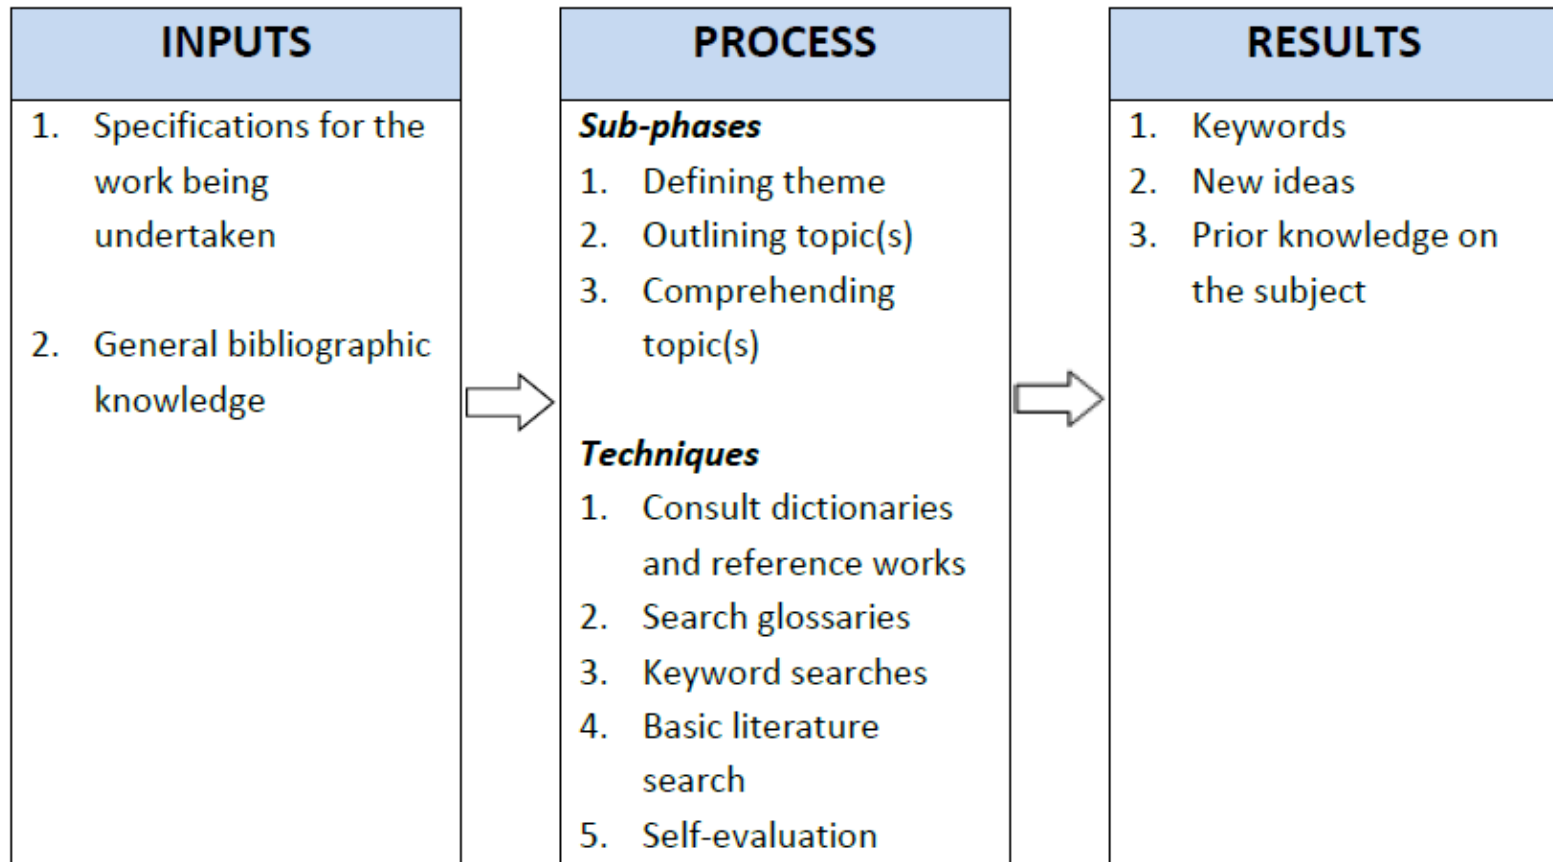 INPUTS
1. Specifications for the
work being
undertaken
2. General bibliographic
knowledge
PROCESS
Sub-phases
1. Defining theme
2. Outlining topic(s)
3. Comprehending
topic(s)
Techniques
1. Consult dictionaries
and reference works
2. Search glossaries
3. Keyword searches
4. Basic literature
search
5. Self-evaluation
RESULTS
1. Keywords
2. New ideas
3. Prior knowledge on
the subject